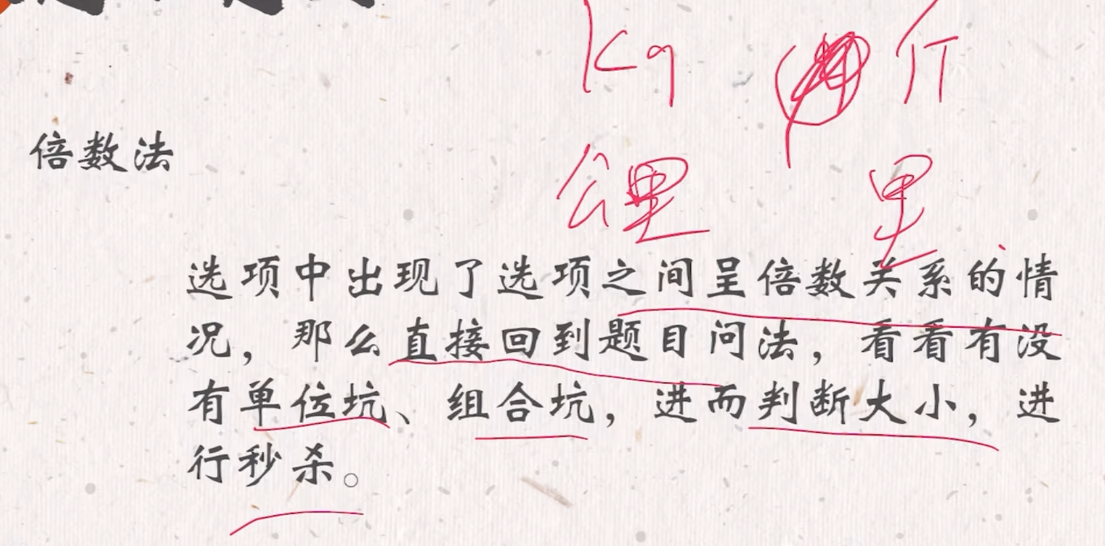 kg 斤
公里 里
倍数法
选项中出现了选项之间呈倍数关系的情
况，那么直接回到题目问法，看看有没
有单位坑、组合坑，进而判断大小，进
行秒杀。